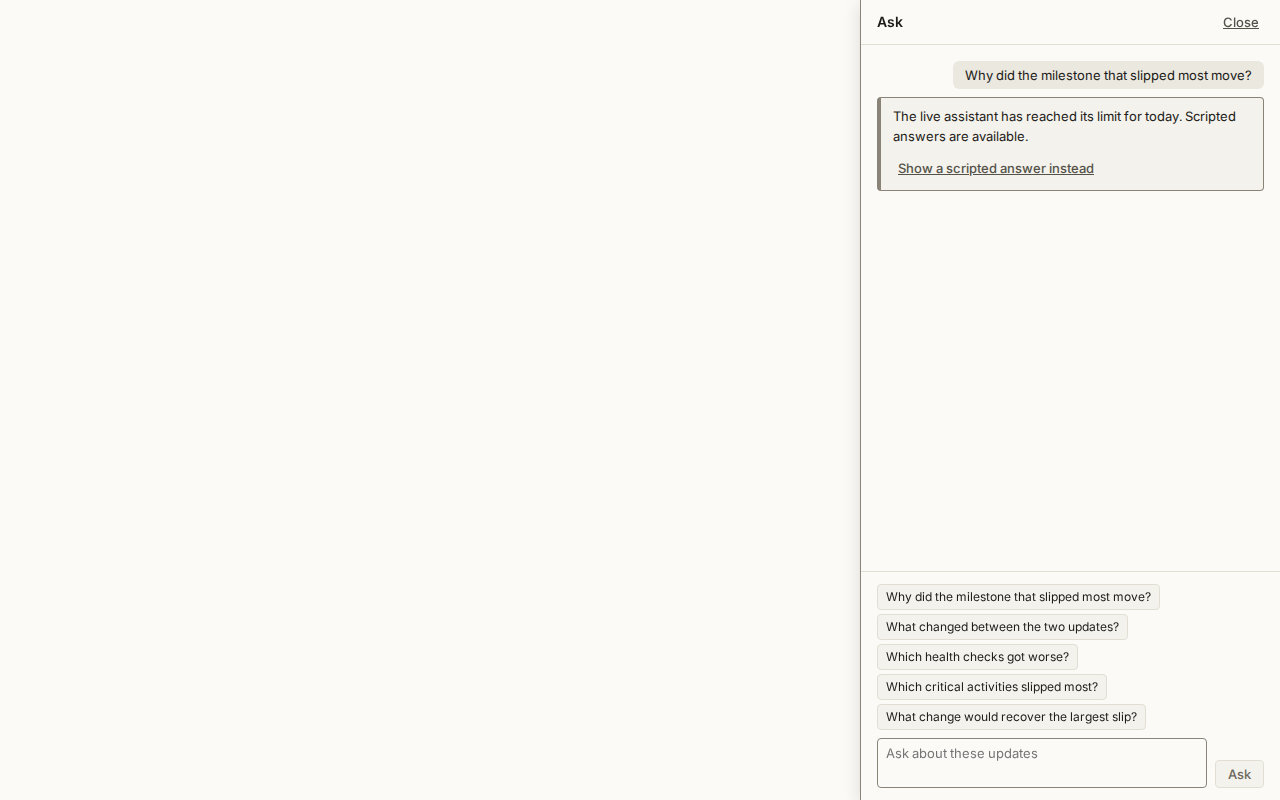 Ask
Close
Why did the milestone that slipped most move?
The live assistant has reached its limit for today. Scripted
answers are available.
Show a scripted answer instead
Why did the milestone that slipped most move?
What changed between the two updates?
Which health checks got worse?
Which critical activities slipped most?
What change would recover the largest slip?
Ask about these updates
Ask